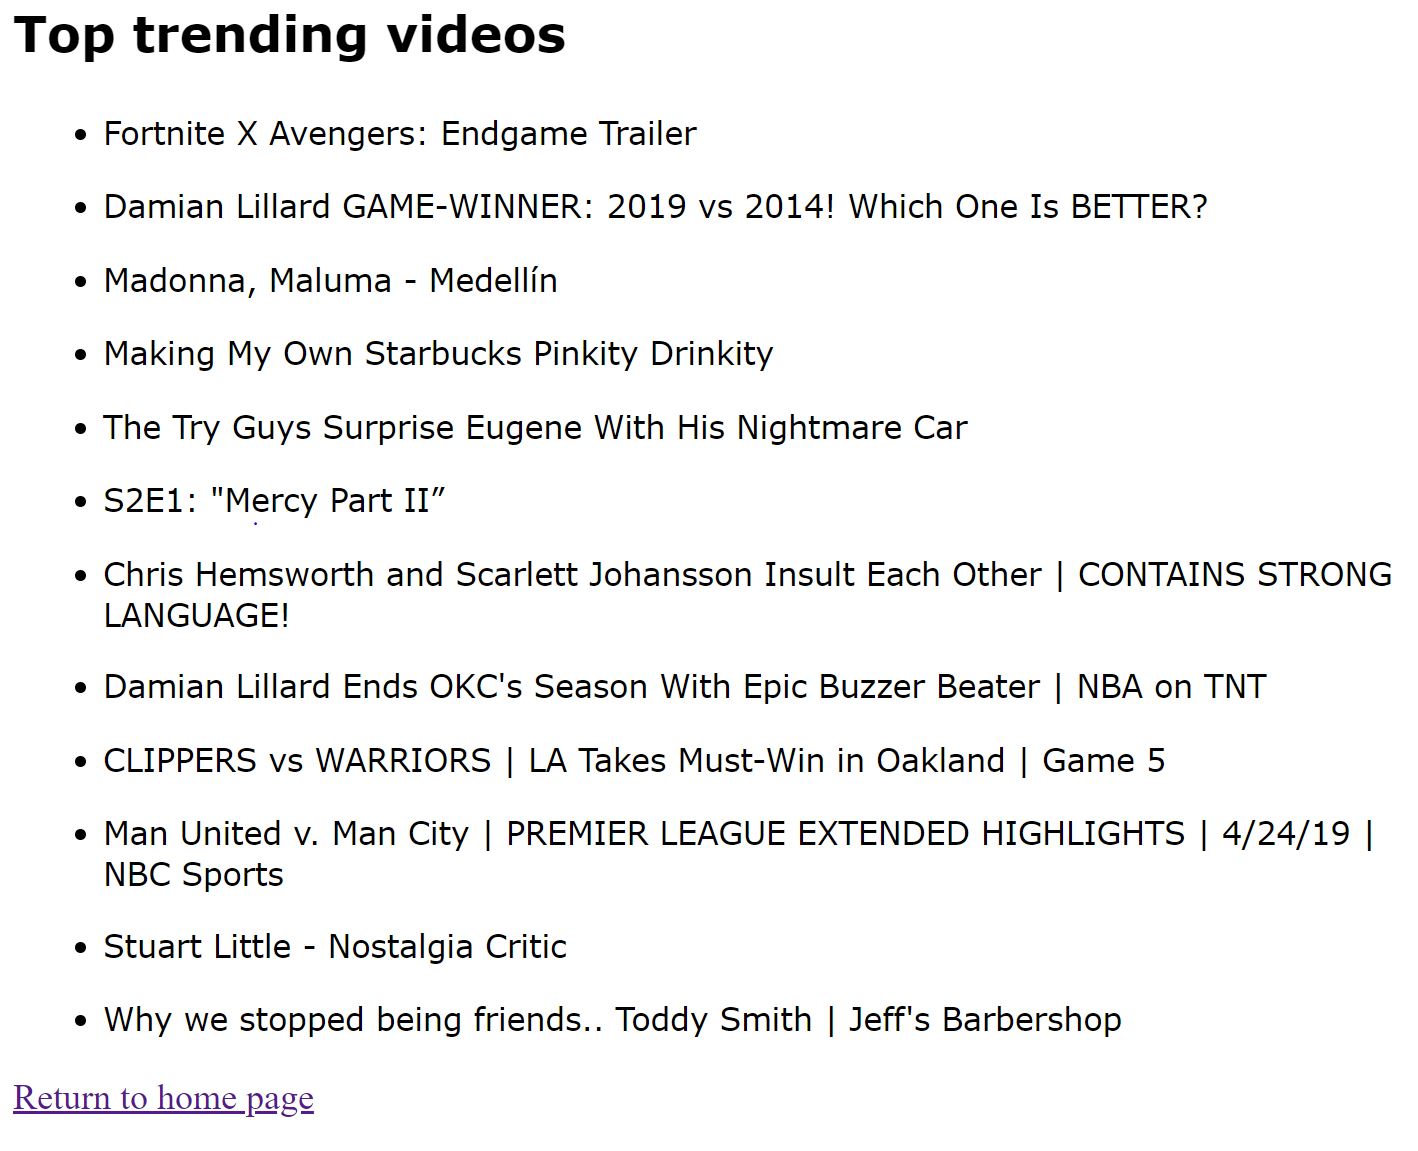 Top trending videos
Fortnite X Avengers: Endgame Trailer
Damian Lillard GAME-WINNER: 2019 vs 2014! Which One Is BETTER?
Madonna, Maluma - Medellín
Making My Own Starbucks Pinkity Drinkity
The Try Guys Surprise Eugene With His Nightmare Car
S2E1: "Mercy Part II”
Chris Hemsworth and Scarlett Johansson Insult Each Other | CONTAINS STRONG
LANGUAGE!
Damian Lillard Ends OKC's Season With Epic Buzzer Beater | NBA on TNT
CLIPPERS vs WARRIORS | LA Takes Must-Win in Oakland | Game 5
Man United v. Man City | PREMIER LEAGUE EXTENDED HIGHLIGHTS | 4/24/19 |
NBC Sports
Stuart Little - Nostalgia Critic
Why we stopped being friends.. Toddy Smith | Jeff's Barbershop
Return to home page